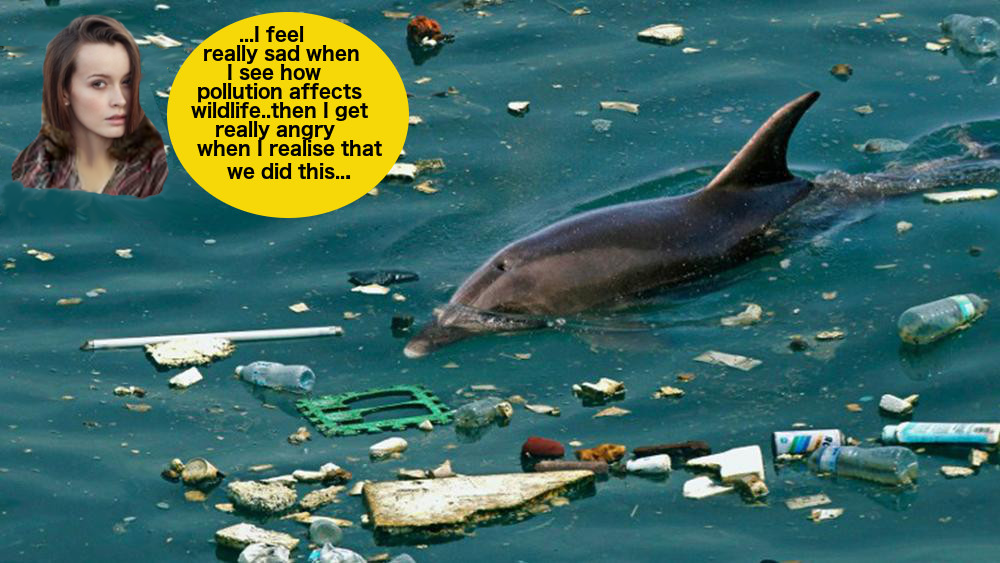 ...I feel
really sad when
I see how
pollution affects
wildlife..then I get
really angry
when I realise that
we did this...